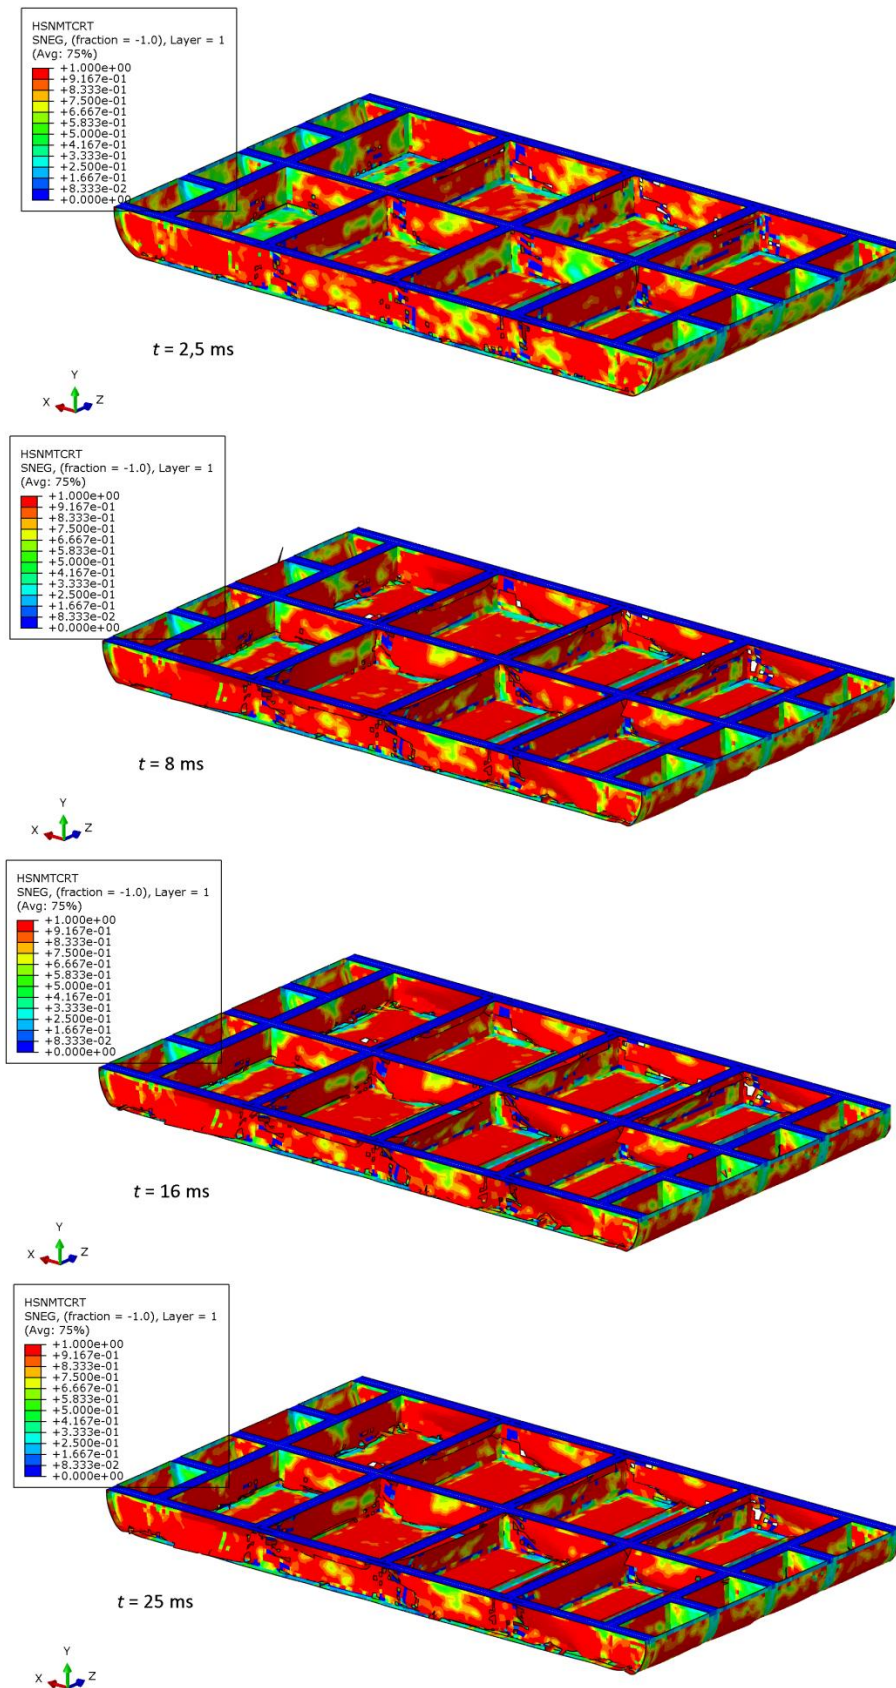 HSNMTCRT
SNEG, (fraction = -1.0), Layer = 1
(Avg: 75%)
+1.000e+00
+9.167e-01
+8.333e-01
+7.500e-01
+6.667e-01
+5.833e-01
+5.000e-01
+4.167e-01
+3.333e-01
+2.500e-01
+1.667e-01
+8.333e-02
+0.000e+00
t = 2,5 ms
Y
X
Z
HSNMTCRT
SNEG, (fraction = -1.0), Layer = 1
(Avg: 75%)
+1.000e+00
+9.167e-01
+8.333e-01
+7.500e-01
+6.667e-01
+5.833e-01
+5.000e-01
+4.167e-01
+3.333e-01
+2.500e-01
+1.667e-01
+8.333e-02
+0.000e+00
t = 8 ms
Y
X
Z
HSNMTCRT
SNEG, (fraction = -1.0), Layer = 1
(Avg: 75%)
+1.000e+00
+9.167e-01
+8.333e-01
+7.500e-01
+6.667e-01
+5.833e-01
+5.000e-01
+4.167e-01
+3.333e-01
+2.500e-01
+1.667e-01
+8.333e-02
+0.000e+00
t = 16 ms
Y
X
Z
HSNMTCRT
SNEG, (fraction = -1.0), Layer = 1
(Avg: 75%)
+1.000e+00
+9.167e-01
+8.333e-01
+7.500e-01
+6.667e-01
+5.833e-01
+5.000e-01
+4.167e-01
+3.333e-01
+2.500e-01
+1.667e-01
+8.333e-02
+0.000e+00
t = 25 ms
Y
X
Z